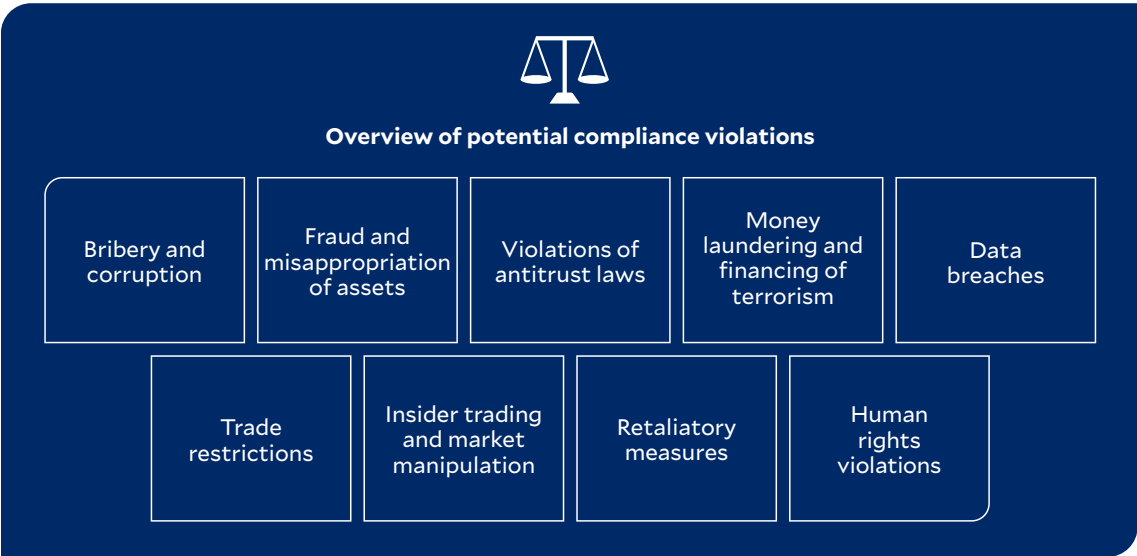 Overview of potential compliance violations
Bribery and
corruption
Fraud and
misappropriation
of assets
Violations of
antitrust laws
Money
laundering and
financing of
terrorism
Data
breaches
Trade
restrictions
Insider trading
and market
manipulation
Retaliatory
measures
Human
rights
violations